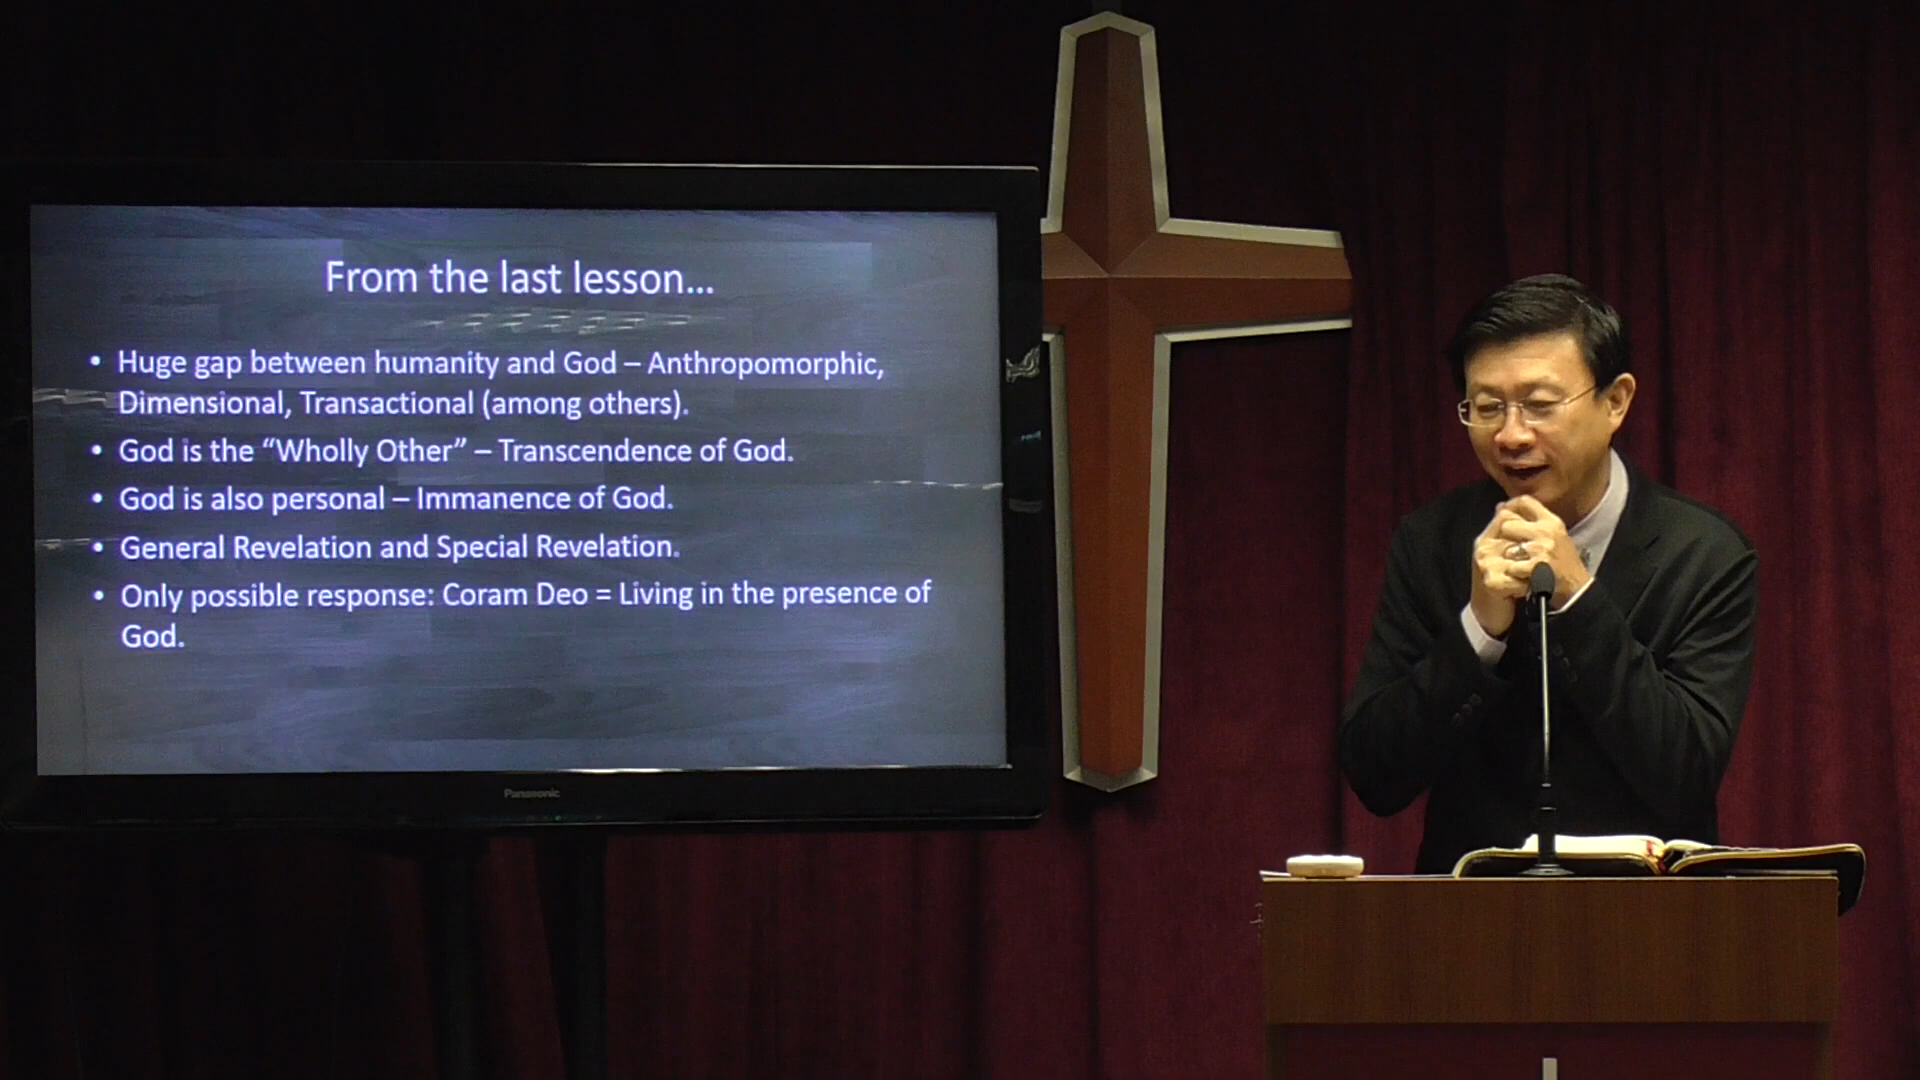 From the last lesson...
• Huge gap between humanity and God – Anthropomorphic,
Dimensional, Transactional (among others).
• God is the “Wholly Other” – Transcendence of God.
• God is also personal – Immanence of God.
• General Revelation and Special Revelation.
• Only possible response: Coram Deo = Living in the presence of
God.
Panasonic